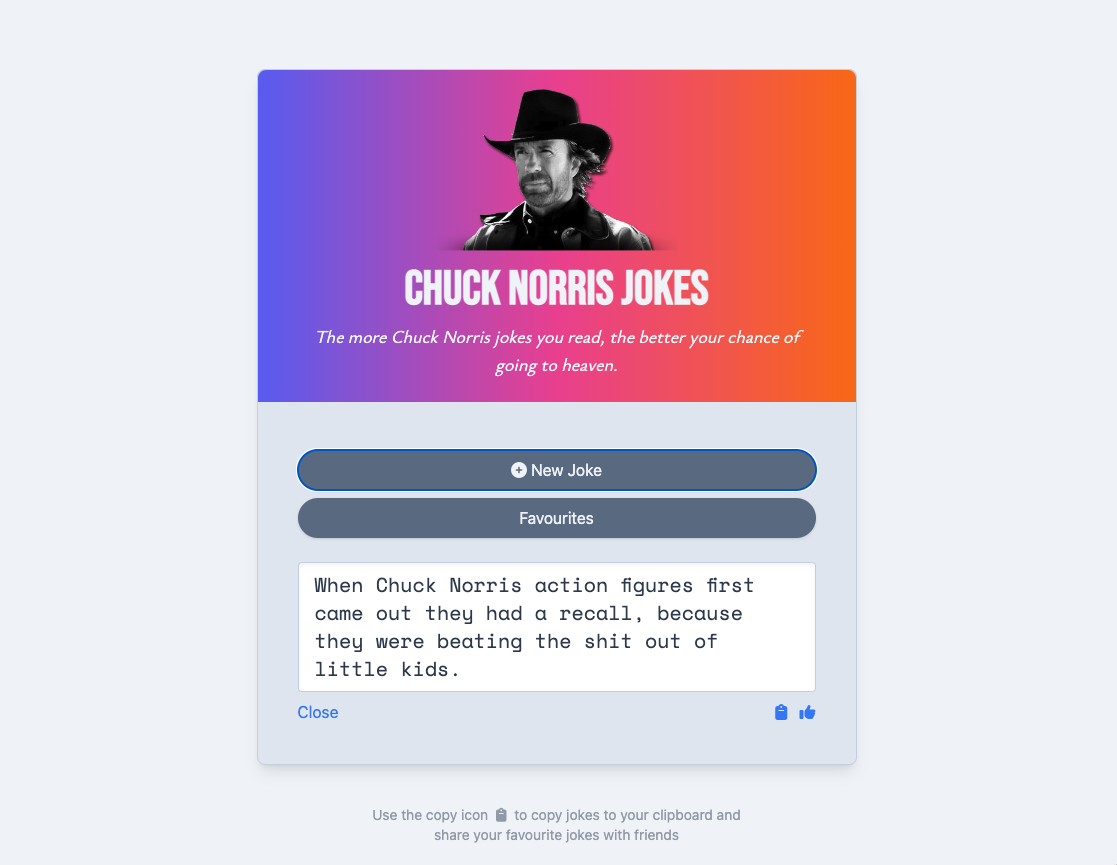 CHUCK NORRIS JOKES
The more Chuck Norris jokes you read, the better your chance of
going to heaven.
New Joke
Favourites
When Chuck Norris action figures first
came out they had a recall, because
they were beating the shit out of
little kids.
Close
Use the copy icon to copy jokes to your clipboard and
share your favourite jokes with friends